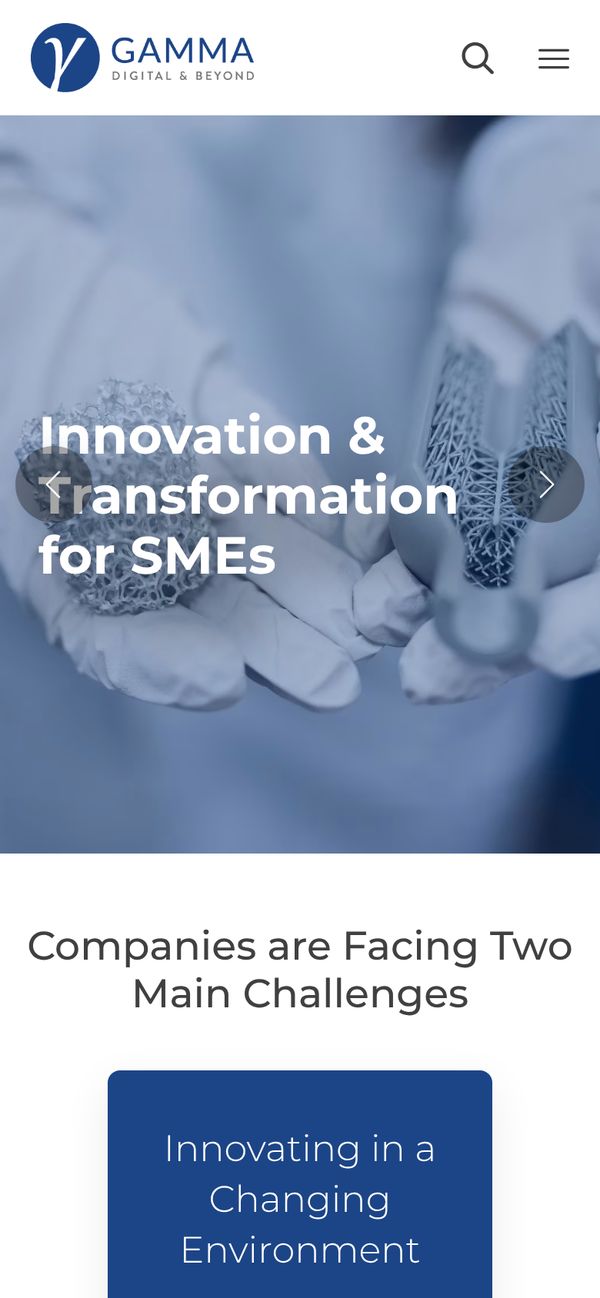 γ GAMMA
DIGITAL & BEYOND
Innovation &
Transformation
for SMEs
Companies are Facing Two
Main Challenges
Innovating in a
Changing
Environment